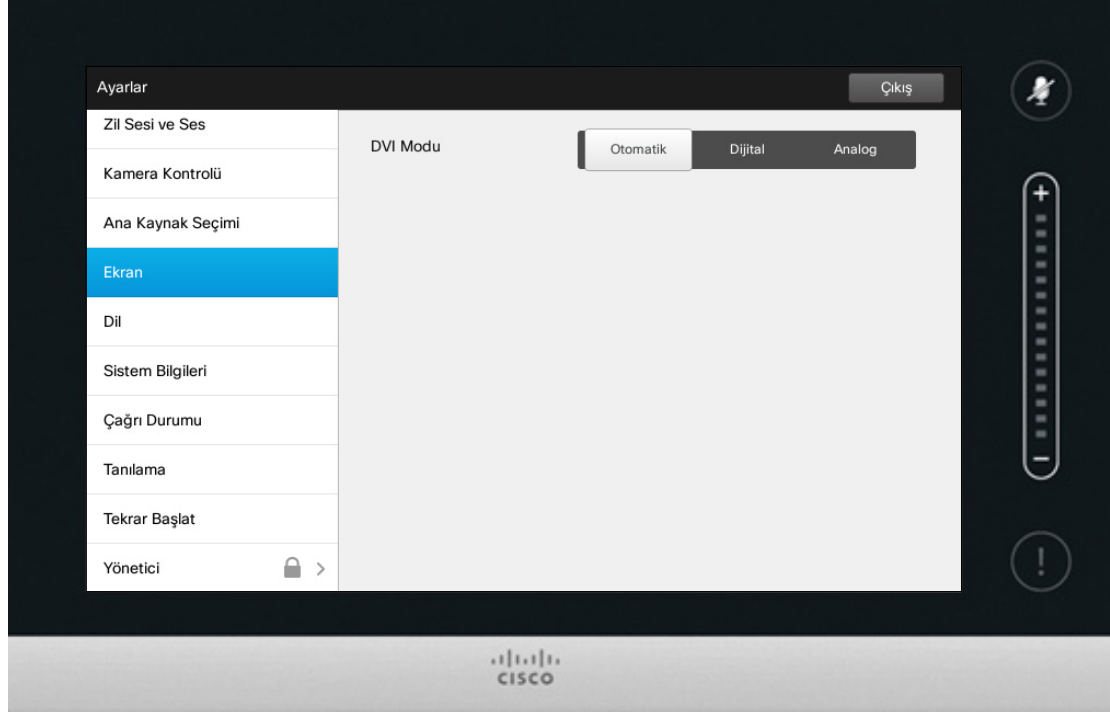 Ayarlar
Çıkış
Zil Sesi ve Ses
Kamera Kontrolü
Ana Kaynak Seçimi
Ekran
Dil
Sistem Bilgileri
Çağrı Durumu
Tanılama
Tekrar Başlat
Yönetici
DVI Modu
Otomatik
Dijital
Analog
+
−
!
CISCO